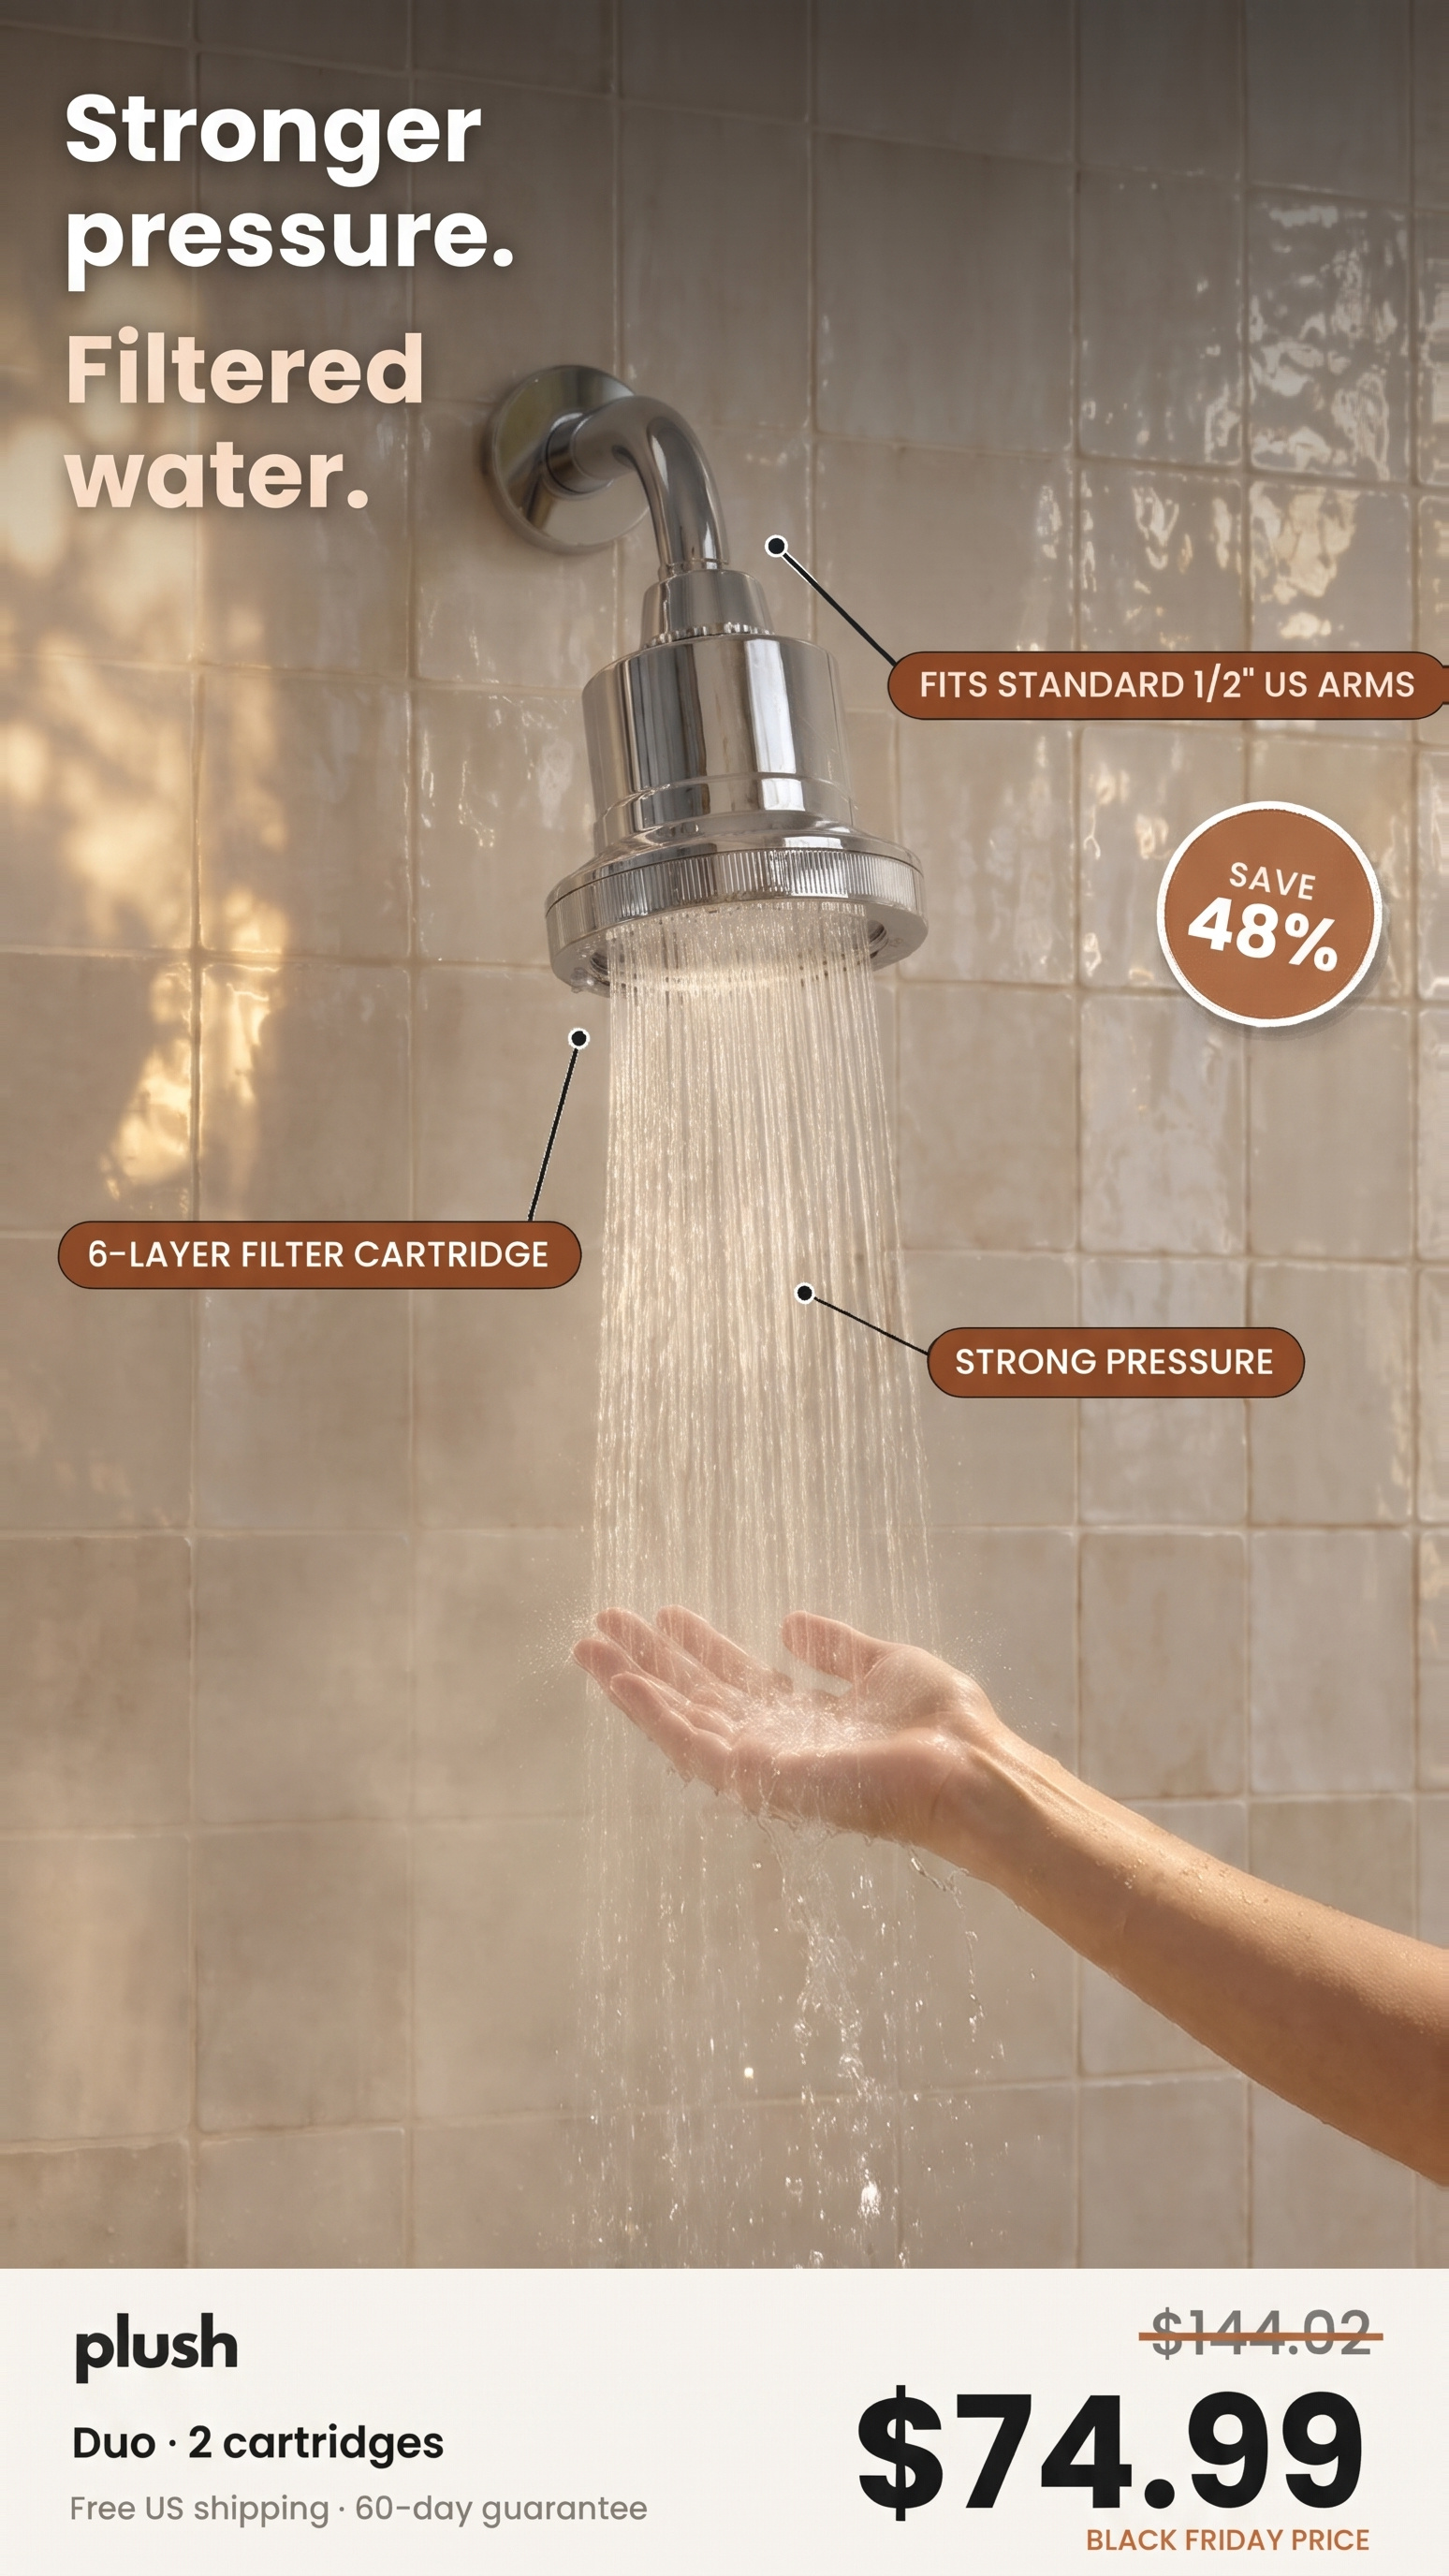 Stronger
pressure.
Filtered
water.
FITS STANDARD 1/2" US ARMS
SAVE
48%
6-LAYER FILTER CARTRIDGE
STRONG PRESSURE
plush
$144.02
Duo · 2 cartridges
$74.99
Free US shipping · 60-day guarantee
BLACK FRIDAY PRICE